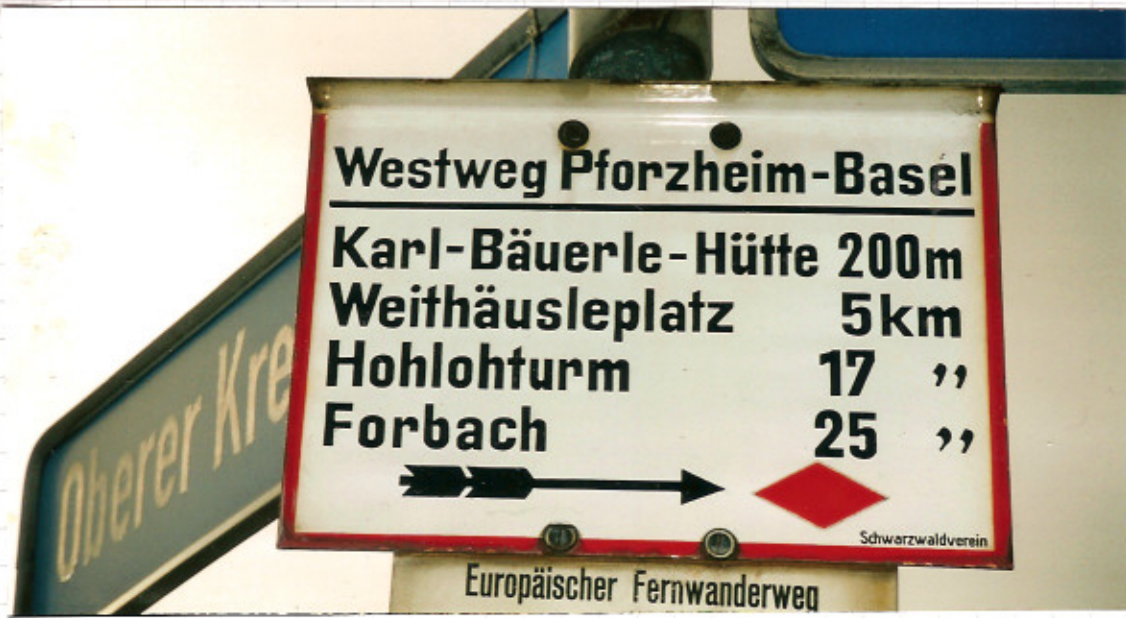 Westweg Pforzheim-Basel
Karl-Bäuerle-Hütte 200m
Weithäusleplatz 5km
Hohlohturm 17 ,,
Forbach 25 ,,
Schwarzwaldverein
Europäischer Fernwanderweg
Oberer Kre